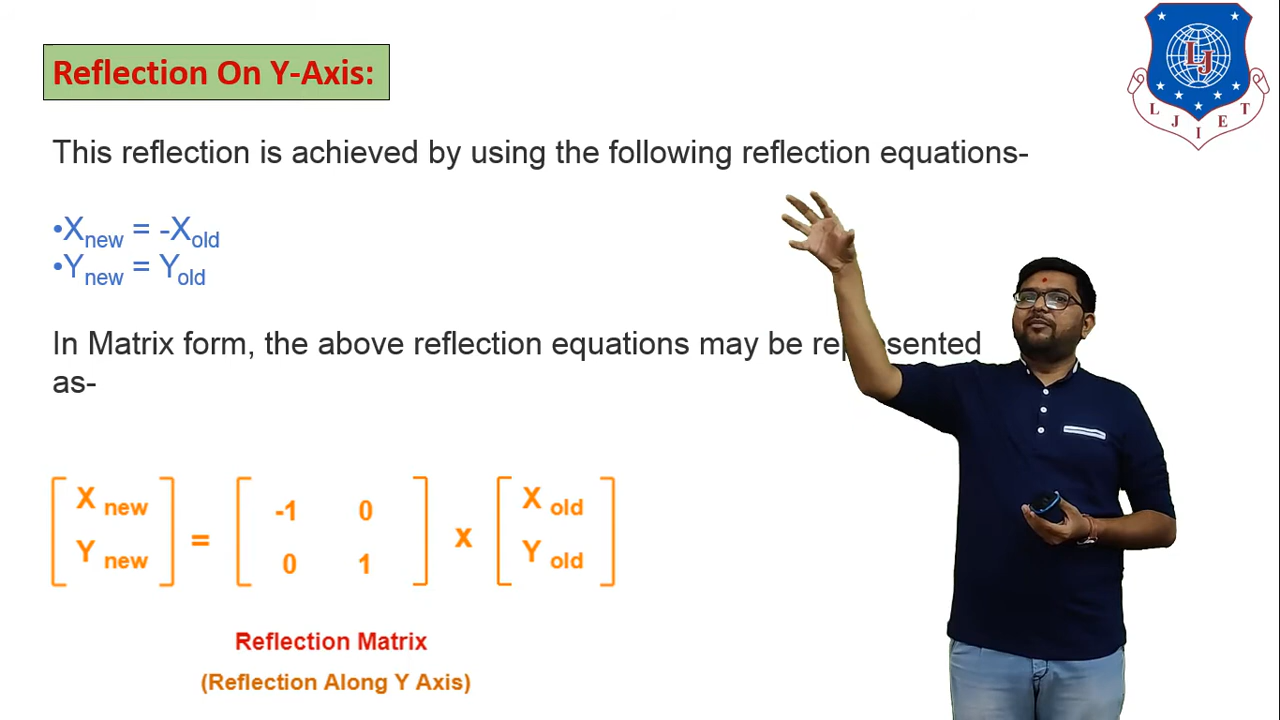 Reflection On Y-Axis:
This reflection is achieved by using the following reflection equations-
•Xnew = -Xold
•Ynew = Yold
In Matrix form, the above reflection equations may be represented
as-
X new
Y new
=
-1 0
0 1
X
X old
Y old
Reflection Matrix
(Reflection Along Y Axis)
LJ
L J I E T